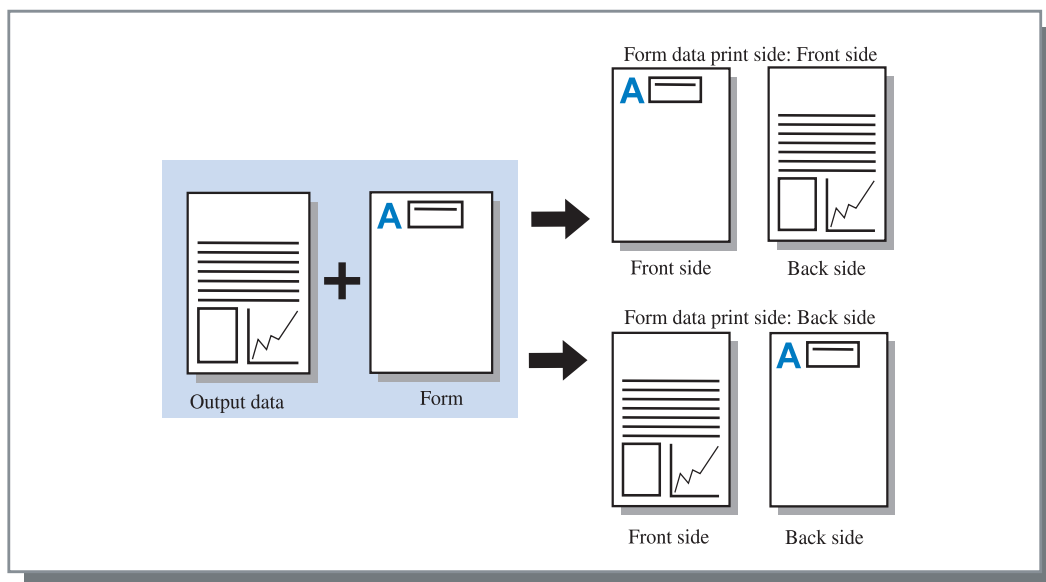 Form data print side: Front side
A
Front side
Back side
A
Output data
Form
Form data print side: Back side
A
Front side
Back side